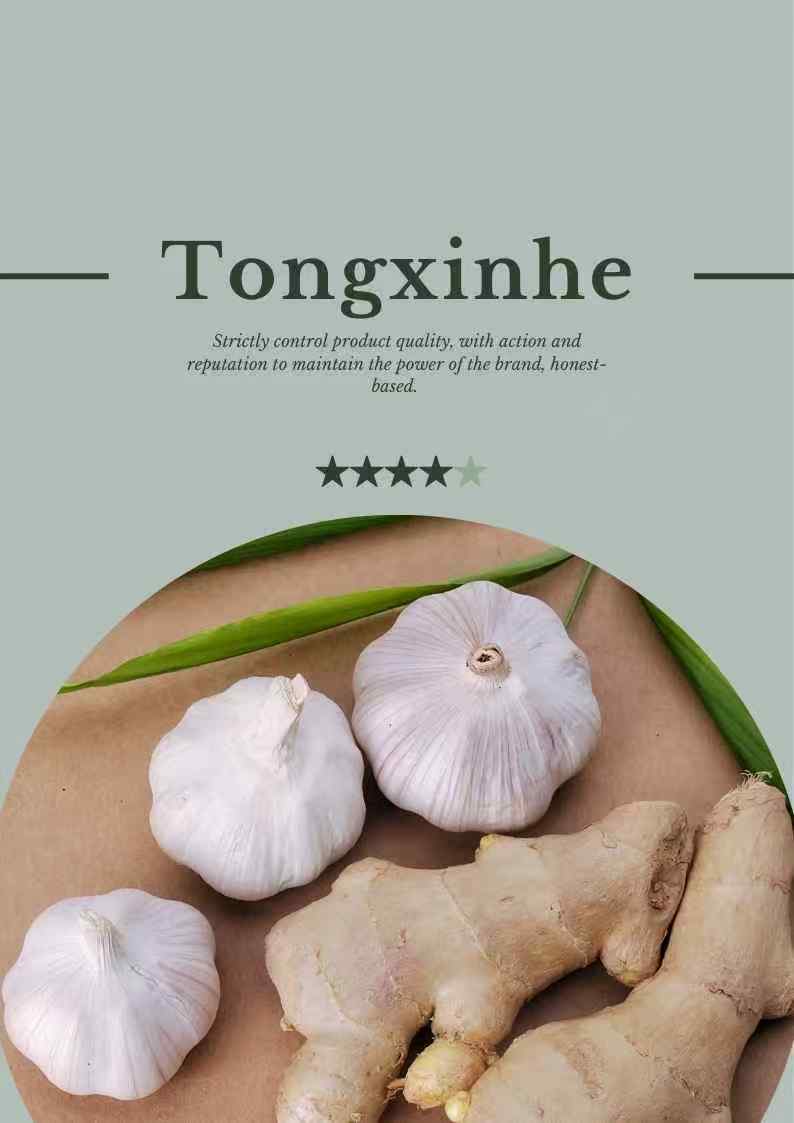 Tongxinhe
Strictly control product quality, with action and
reputation to maintain the power of the brand, honest-
based.